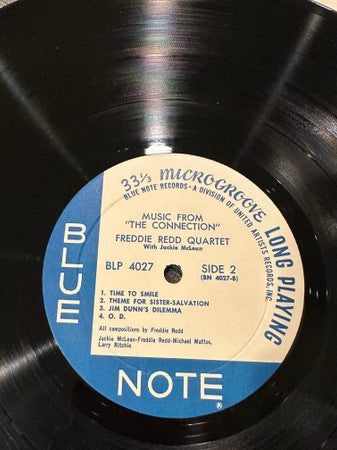 33⅓ MICROGROOVE LONG PLAYING
BLUE NOTE RECORDS • A DIVISION OF UNITED ARTISTS RECORDS, INC.
MUSIC FROM
"THE CONNECTION"
FREDDIE REDD QUARTET
With Jackie McLean
BLP 4027
SIDE 2
(BN 4027-B)
1. TIME TO SMILE
2. THEME FOR SISTER-SALVATION
3. JIM DUNN'S DILEMMA
4. O. D.
All compositions by Freddie Redd
Jackie McLean-Freddie Redd-Michael Mattos,
Larry Ritchie
BLUE
NOTE®